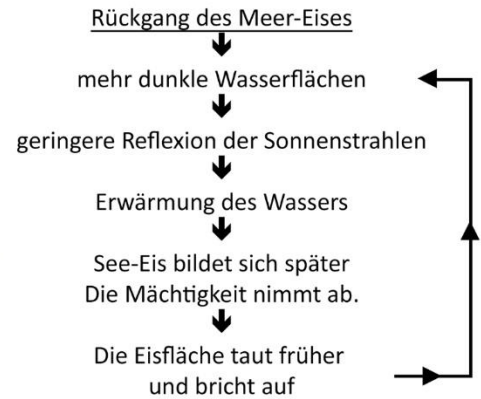 Rückgang des Meer-Eises
mehr dunkle Wasserflächen
geringere Reflexion der Sonnenstrahlen
Erwärmung des Wassers
See-Eis bildet sich später
Die Mächtigkeit nimmt ab.
Die Eisfläche taut früher
und bricht auf